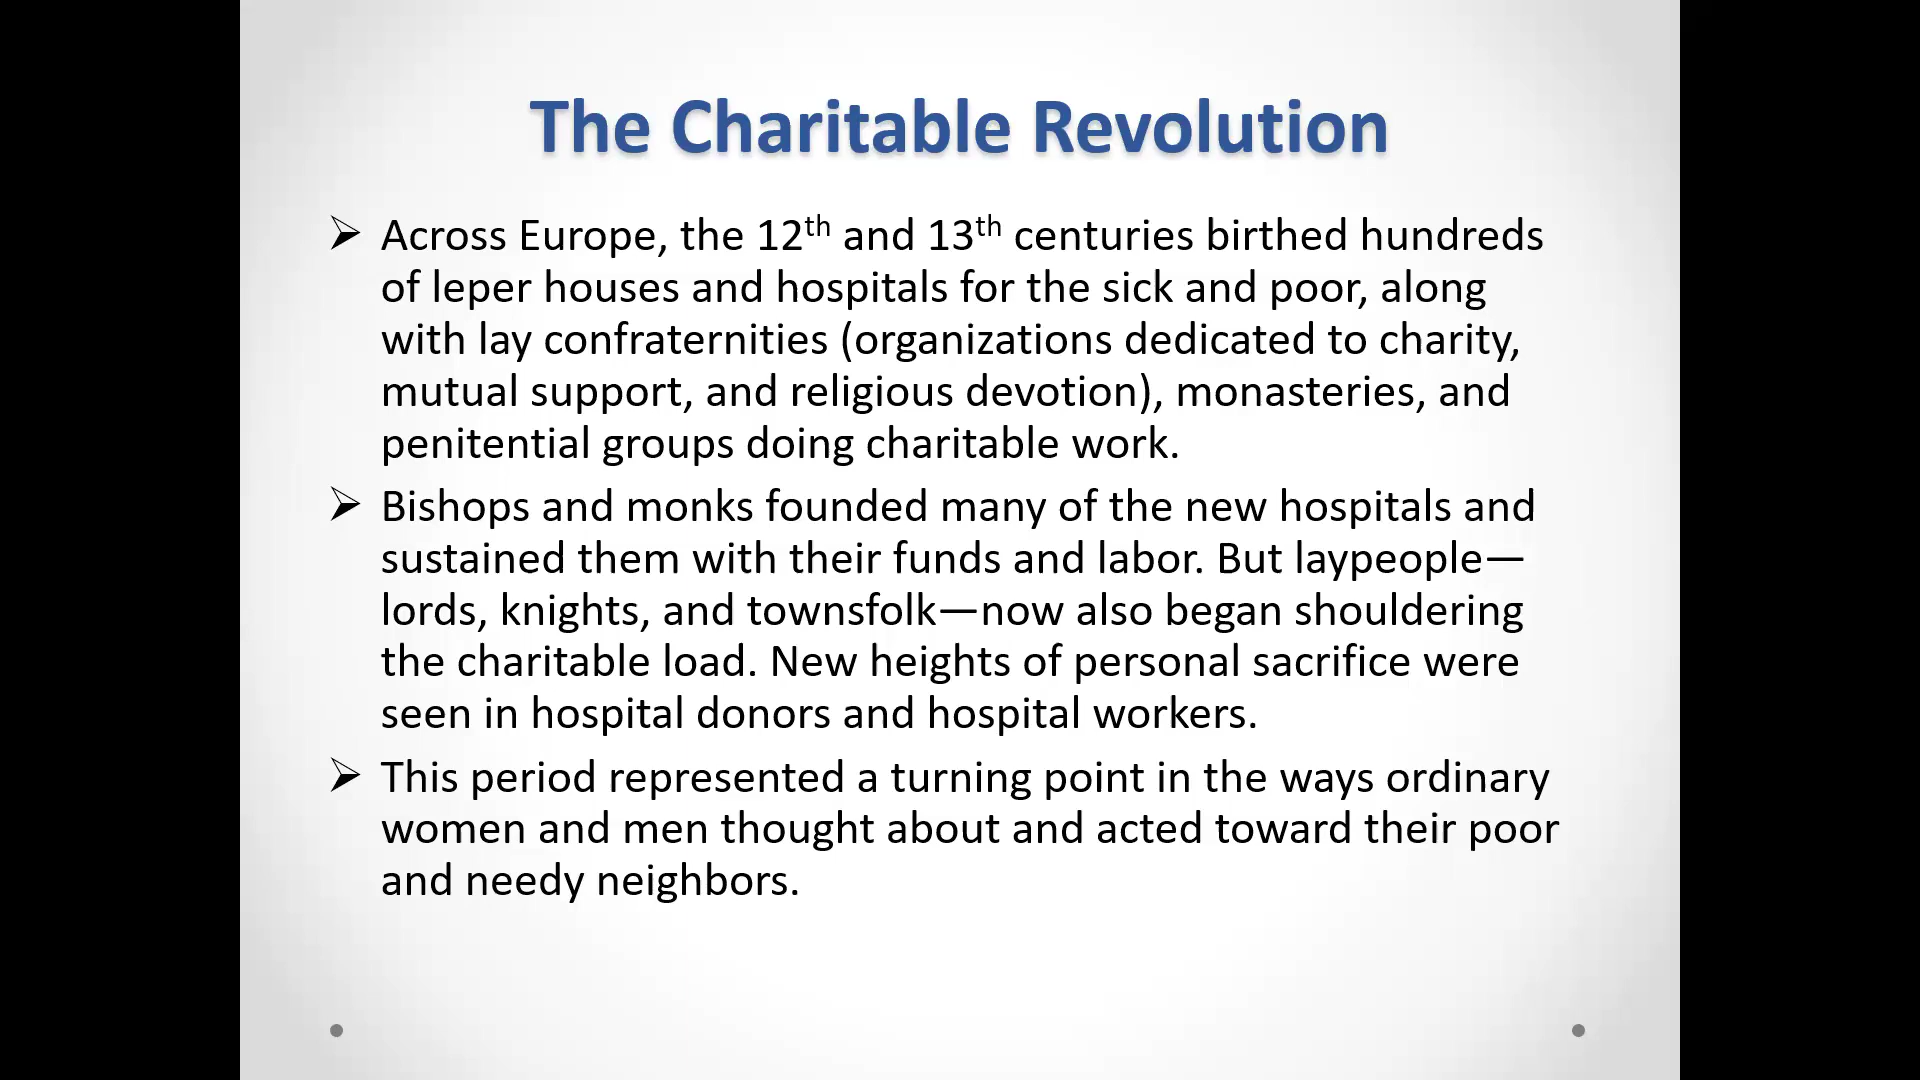 The Charitable Revolution
Across Europe, the 12th and 13th centuries birthed hundreds
of leper houses and hospitals for the sick and poor, along
with lay confraternities (organizations dedicated to charity,
mutual support, and religious devotion), monasteries, and
penitential groups doing charitable work.
Bishops and monks founded many of the new hospitals and
sustained them with their funds and labor. But laypeople—
lords, knights, and townsfolk—now also began shouldering
the charitable load. New heights of personal sacrifice were
seen in hospital donors and hospital workers.
This period represented a turning point in the ways ordinary
women and men thought about and acted toward their poor
and needy neighbors.